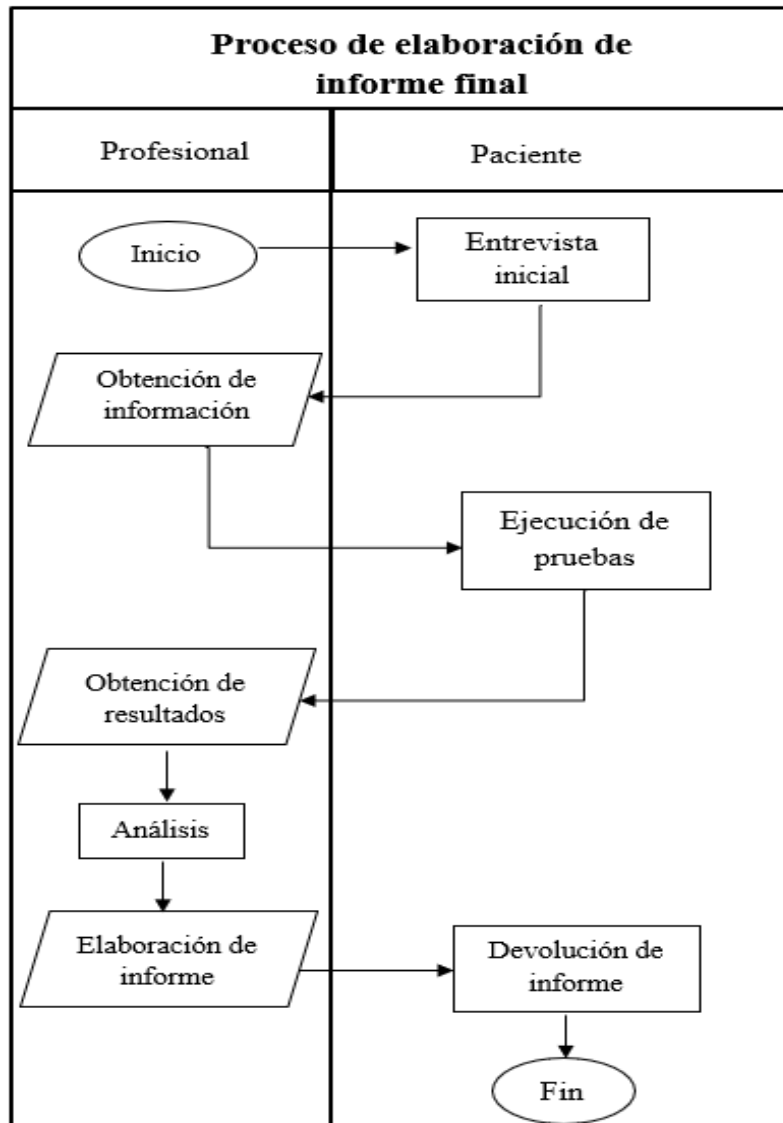 Proceso de elaboración de
informe final
Profesional
Paciente
Inicio
Entrevista
inicial
Obtención de
información
Ejecución de
pruebas
Obtención de
resultados
Análisis
Elaboración de
informe
Devolución de
informe
Fin